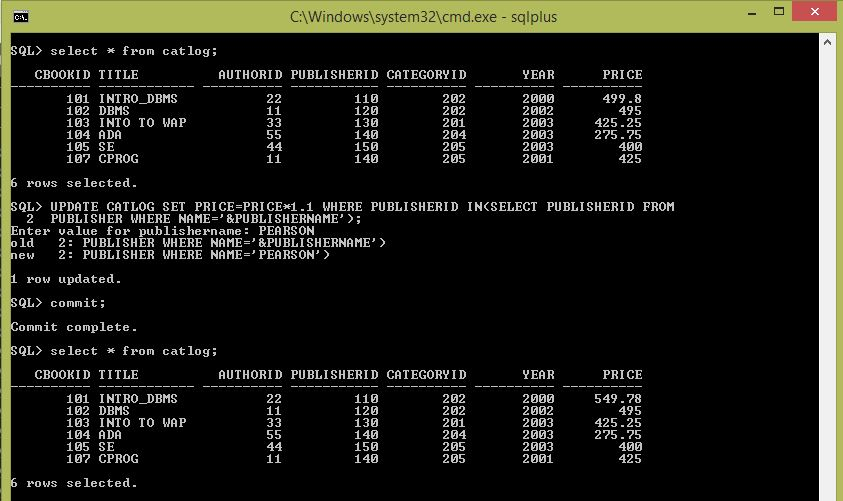 C:\Windows\system32\cmd.exe - sqlplus
SQL> select * from catlog;
CBOOKID TITLE AUTHORID PUBLISHERID CATEGORYID YEAR PRICE
101 INTRO_DBMS 22 110 202 2000 499.8
102 DBMS 11 120 202 2002 495
103 INTO TO WAP 33 130 201 2003 425.25
104 ADA 55 140 204 2003 275.75
105 SE 44 150 205 2003 400
107 CPROG 11 140 205 2001 425
6 rows selected.
SQL> UPDATE CATLOG SET PRICE=PRICE*1.1 WHERE PUBLISHERID IN(SELECT PUBLISHERID FROM
2 PUBLISHER WHERE NAME='&PUBLISHERNAME');
Enter value for publishername: PEARSON
old 2: PUBLISHER WHERE NAME='&PUBLISHERNAME')
new 2: PUBLISHER WHERE NAME='PEARSON')
1 row updated.
SQL> commit;
Commit complete.
SQL> select * from catlog;
CBOOKID TITLE AUTHORID PUBLISHERID CATEGORYID YEAR PRICE
101 INTRO_DBMS 22 110 202 2000 549.78
102 DBMS 11 120 202 2002 495
103 INTO TO WAP 33 130 201 2003 425.25
104 ADA 55 140 204 2003 275.75
105 SE 44 150 205 2003 400
107 CPROG 11 140 205 2001 425
6 rows selected.